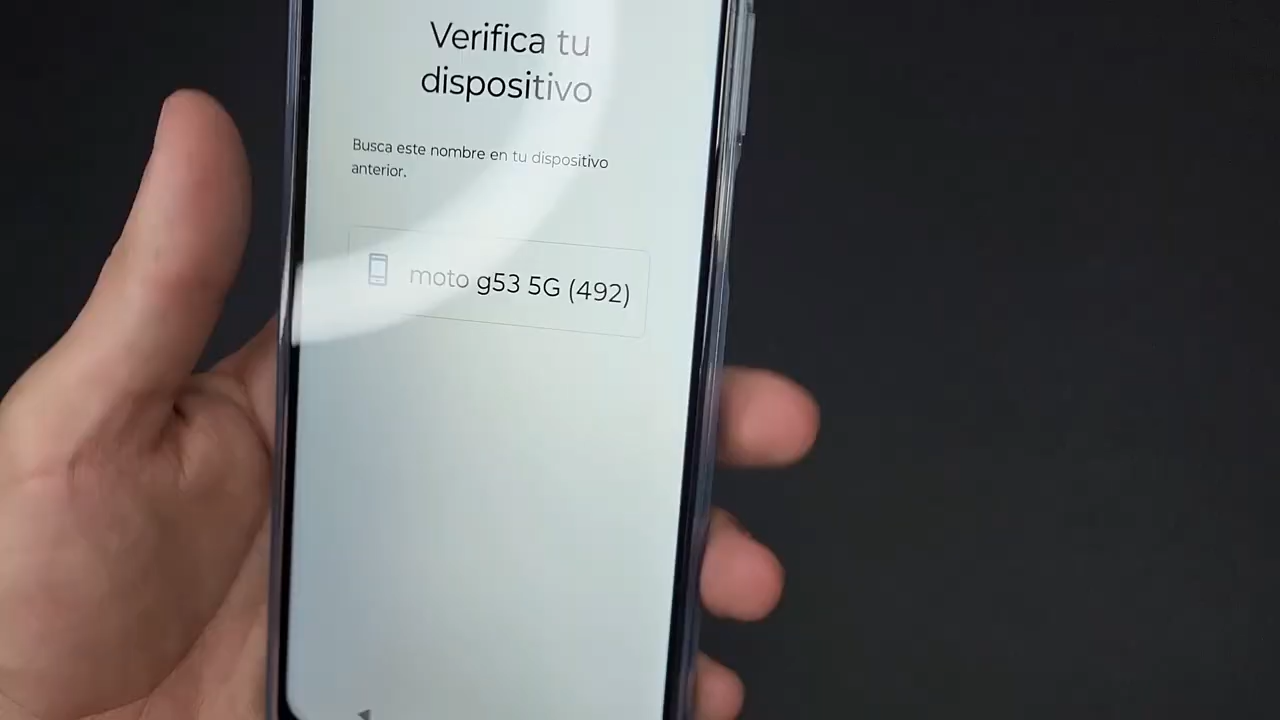 Verifica tu
dispositivo
Busca este nombre en tu dispositivo
anterior.
moto g53 5G (492)